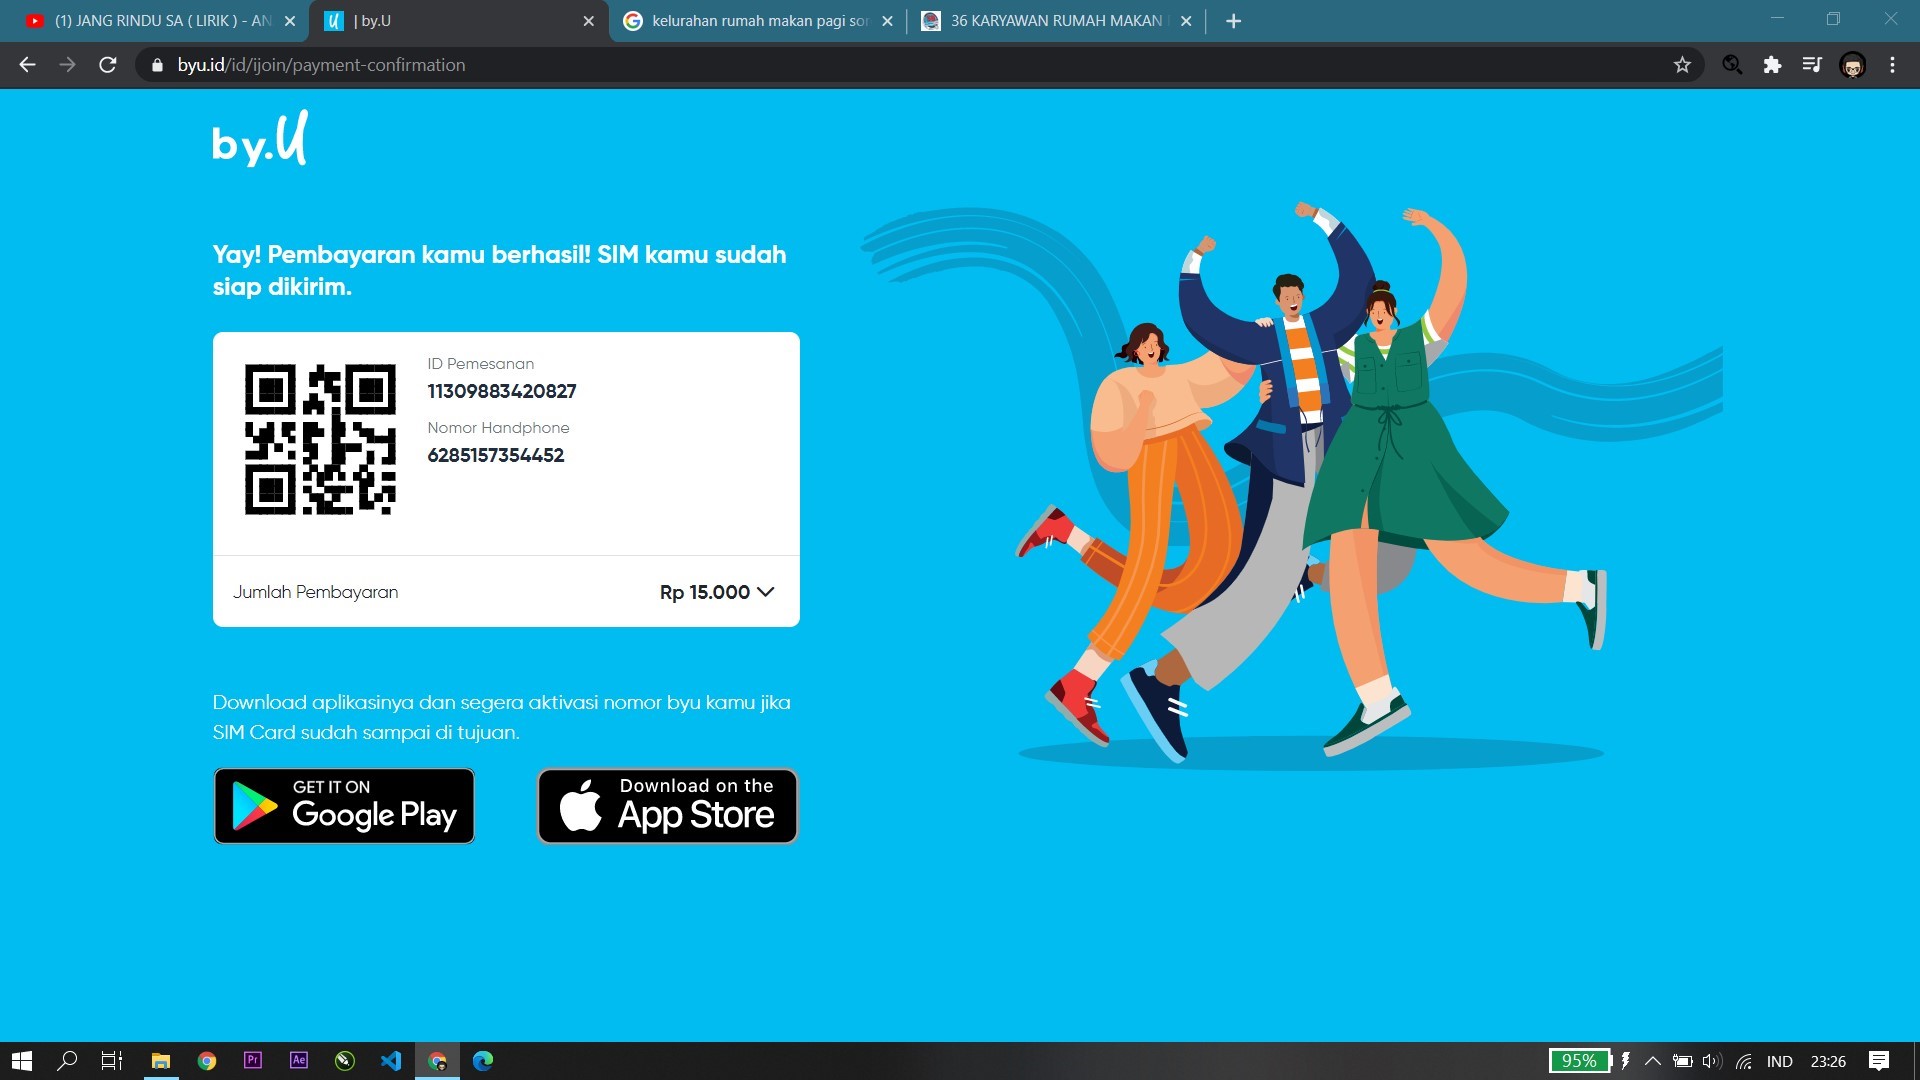 (1) JANG RINDU SA ( LIRIK ) - AN
| by.U
kelurahan rumah makan pagi sor
36 KARYAWAN RUMAH MAKAN
byu.id/id/ijoin/payment-confirmation
by.U
Yay! Pembayaran kamu berhasil! SIM kamu sudah
siap dikirim.
ID Pemesanan
11309883420827
Nomor Handphone
6285157354452
Jumlah Pembayaran
Rp 15.000
Download aplikasinya dan segera aktivasi nomor byu kamu jika
SIM Card sudah sampai di tujuan.
GET IT ON
Google Play
Download on the
App Store
Pr
Ae
95%
IND
23:26